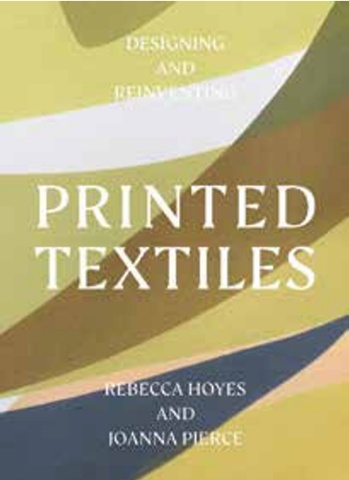 DESIGNING
AND
REINVENTING
PRINTED
TEXTILES
REBECCA HOYES
AND
JOANNA PIERCE